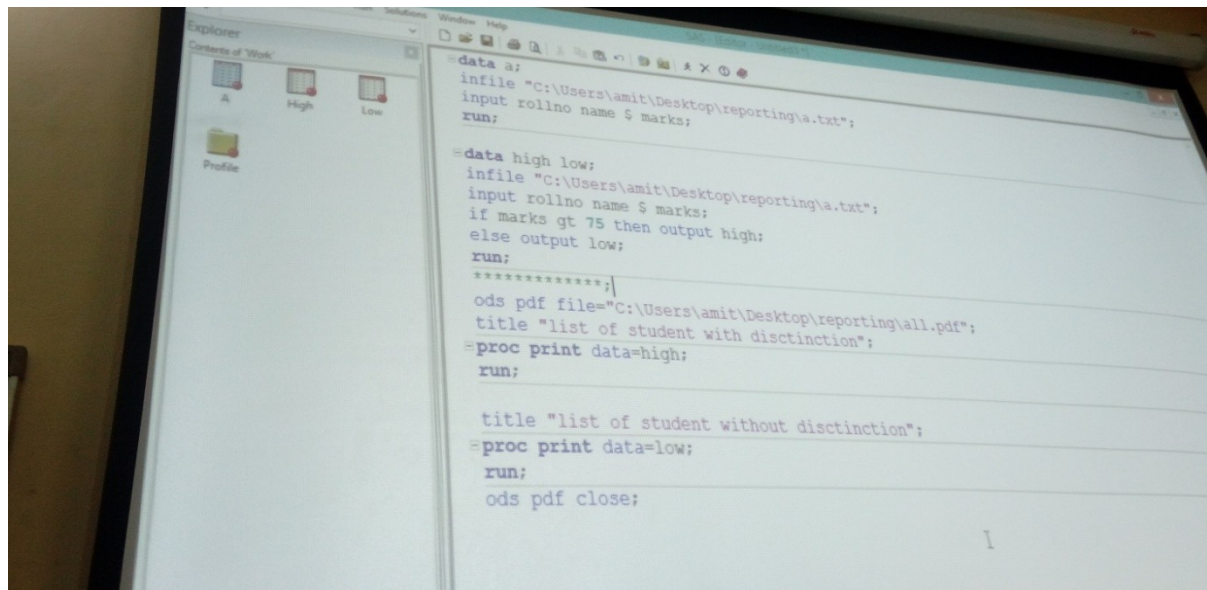 Solutions Window Help
SAS - [Editor - Untitled1 *]
Explorer
Contents of 'Work'
A
High
Low
Profile
data a;
infile "C:\Users\amit\Desktop\reporting\a.txt";
input rollno name $ marks;
run;
data high low;
infile "C:\Users\amit\Desktop\reporting\a.txt";
input rollno name $ marks;
if marks gt 75 then output high;
else output low;
run;
*************;
ods pdf file="C:\Users\amit\Desktop\reporting\all.pdf";
title "list of student with disctinction";
proc print data=high;
run;
title "list of student without disctinction";
proc print data=low;
run;
ods pdf close;